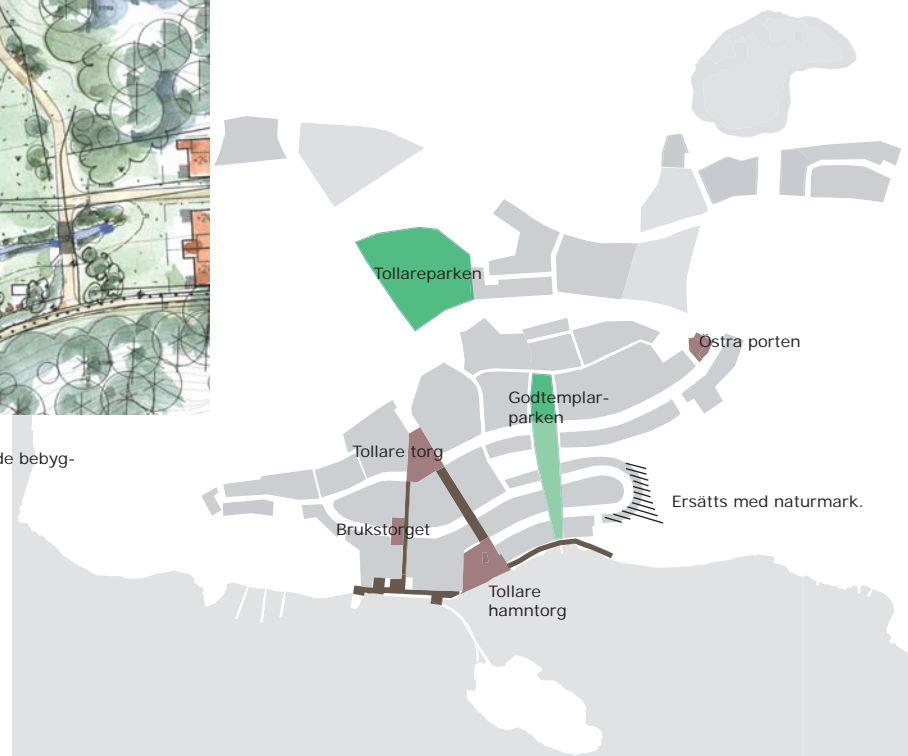 Tollareparken
Östra porten
Godtemplar-
parken
Tollare torg
de bebyg-
Ersätts med naturmark.
Brukstorget
Tollare
hamntorg